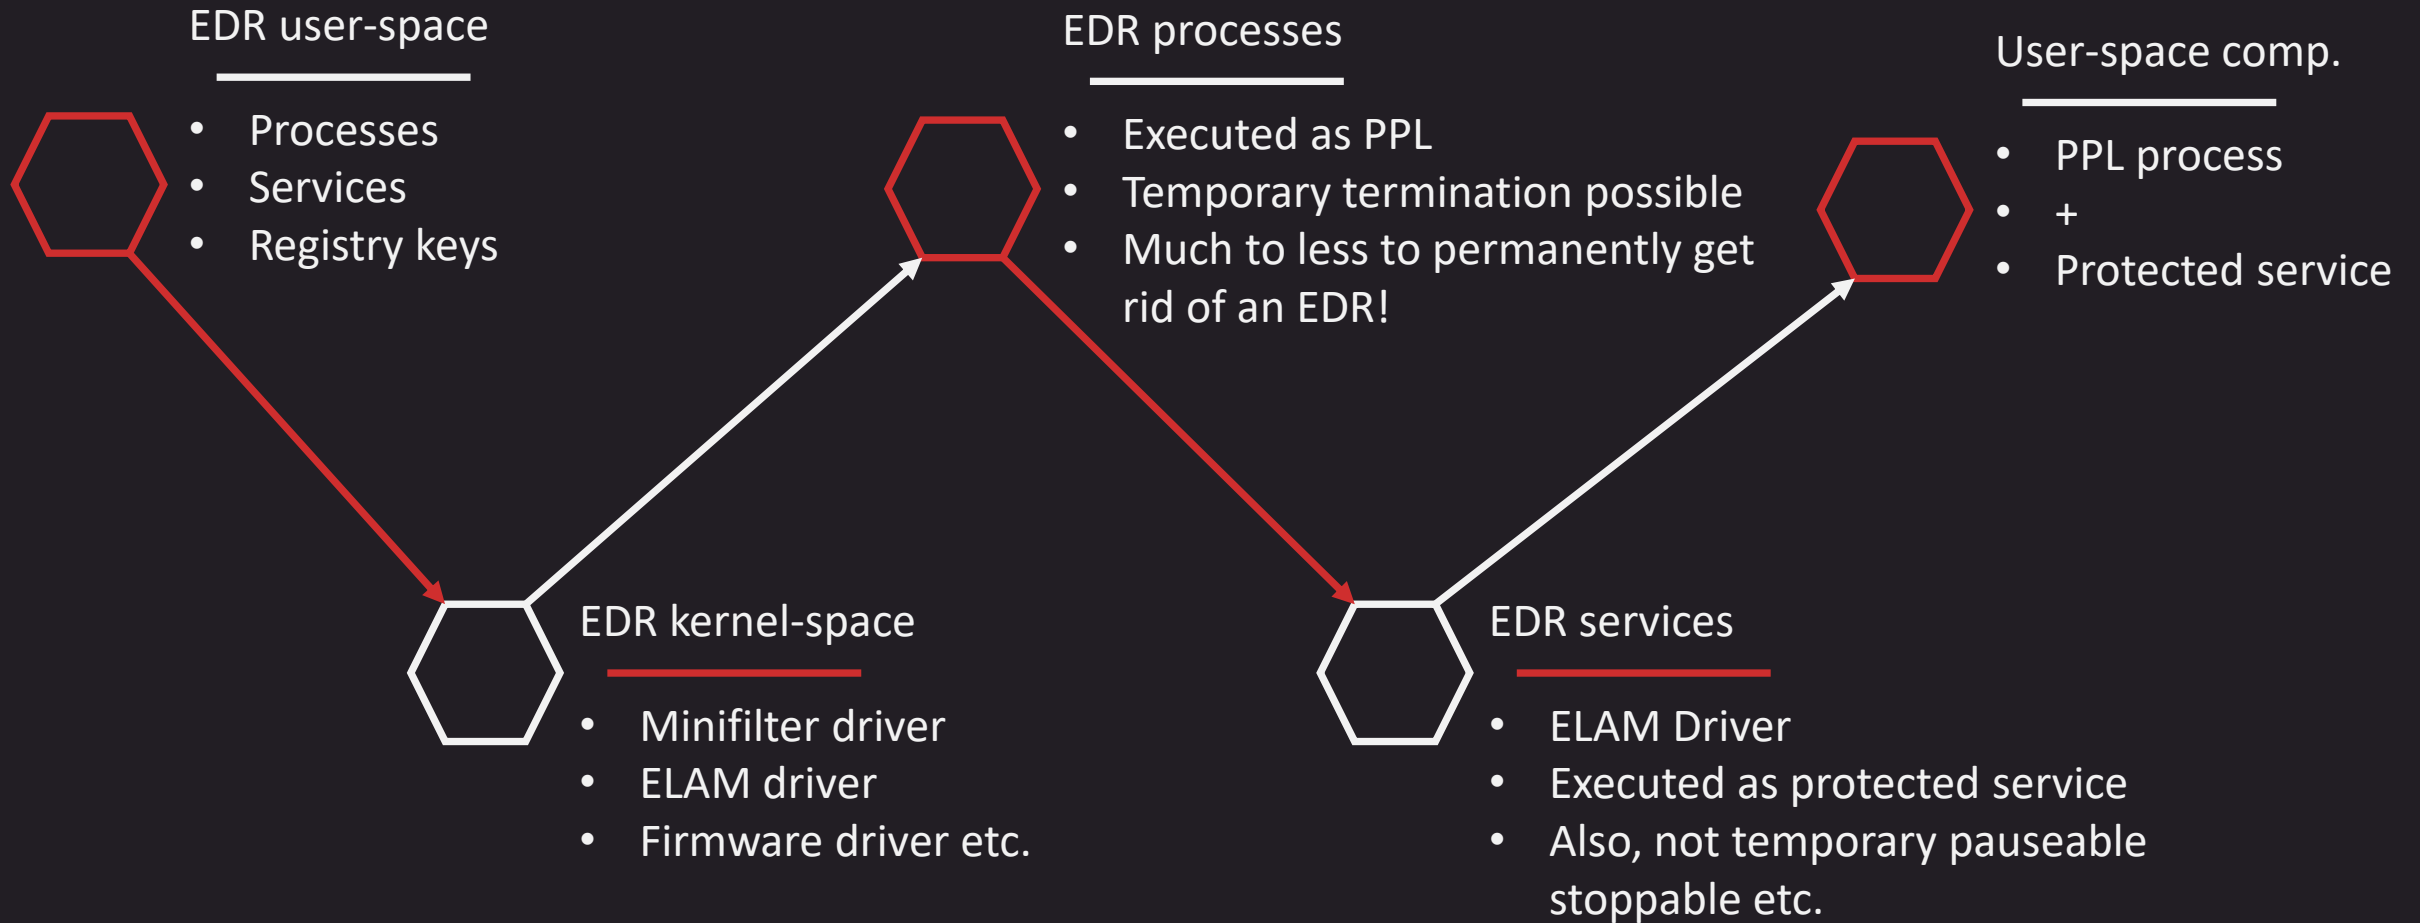 EDR user-space
• Processes
• Services
• Registry keys
EDR kernel-space
• Minifilter driver
• ELAM driver
• Firmware driver etc.
EDR processes
• Executed as PPL
• Temporary termination possible
• Much to less to permanently get
rid of an EDR!
EDR services
• ELAM Driver
• Executed as protected service
• Also, not temporary pauseable
stoppable etc.
User-space comp.
• PPL process
• +
• Protected service